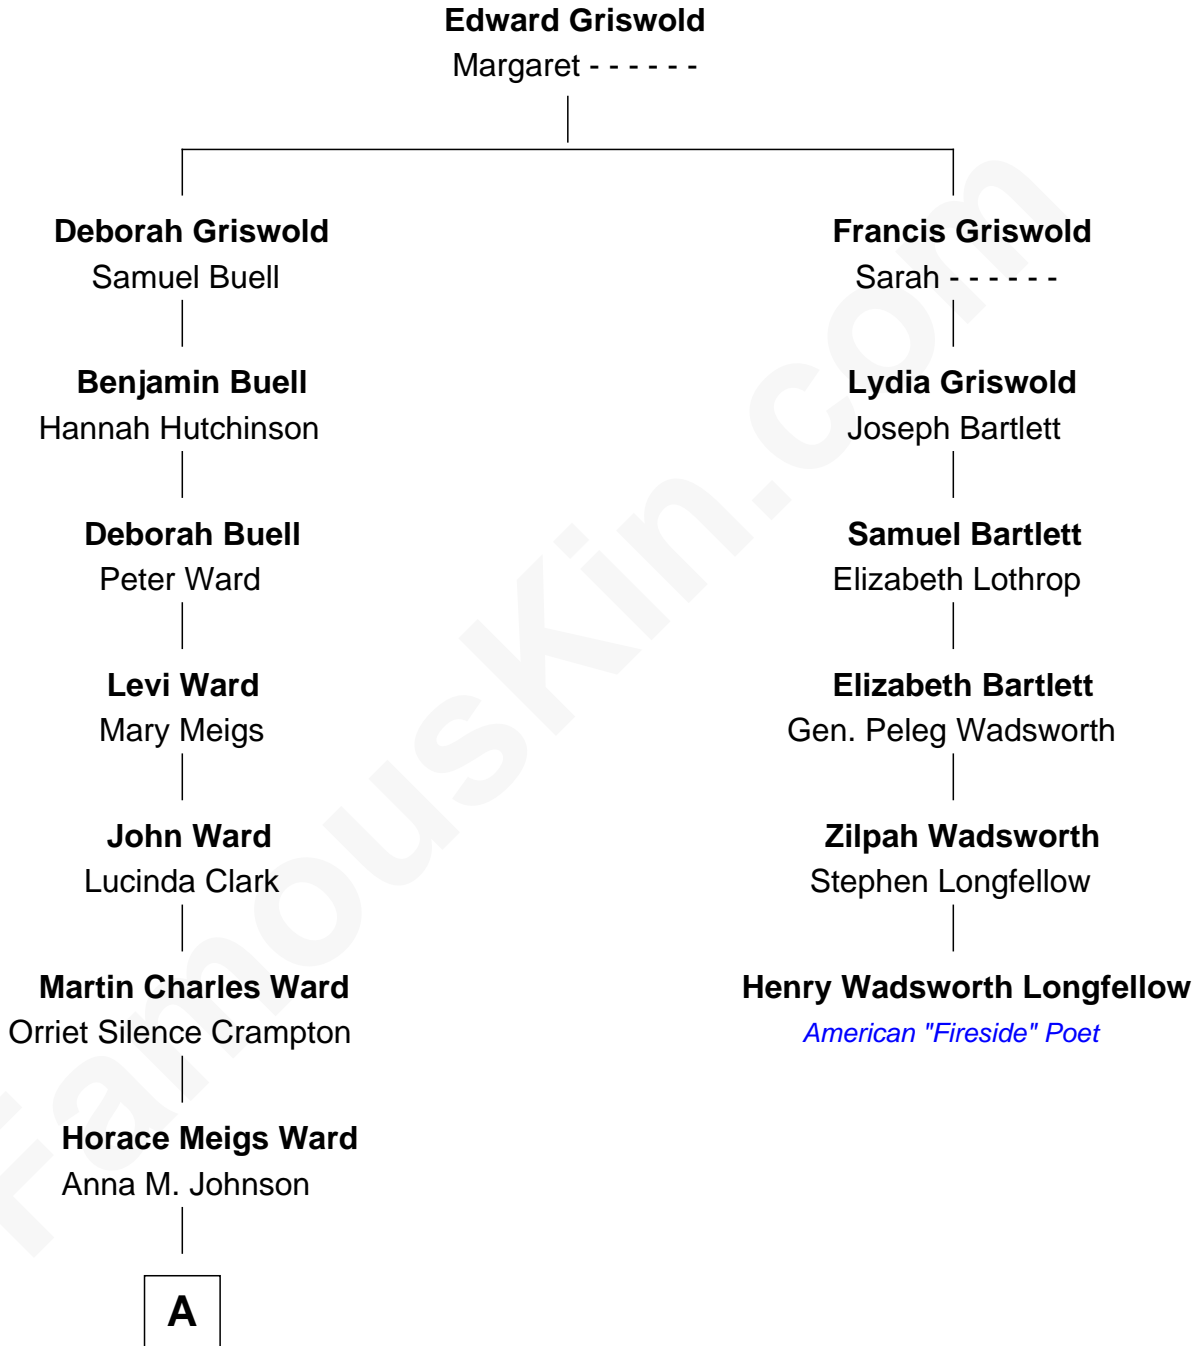 Edward Griswold
Margaret - - - - - -
Deborah Griswold
Samuel Buell
Francis Griswold
Sarah - - - - - -
Benjamin Buell
Hannah Hutchinson
Lydia Griswold
Joseph Bartlett
Deborah Buell
Peter Ward
Samuel Bartlett
Elizabeth Lothrop
Levi Ward
Mary Meigs
Elizabeth Bartlett
Gen. Peleg Wadsworth
John Ward
Lucinda Clark
Zilpah Wadsworth
Stephen Longfellow
Martin Charles Ward
Orriet Silence Crampton
Henry Wadsworth Longfellow
American "Fireside" Poet
Horace Meigs Ward
Anna M. Johnson
A
FamousKin.com